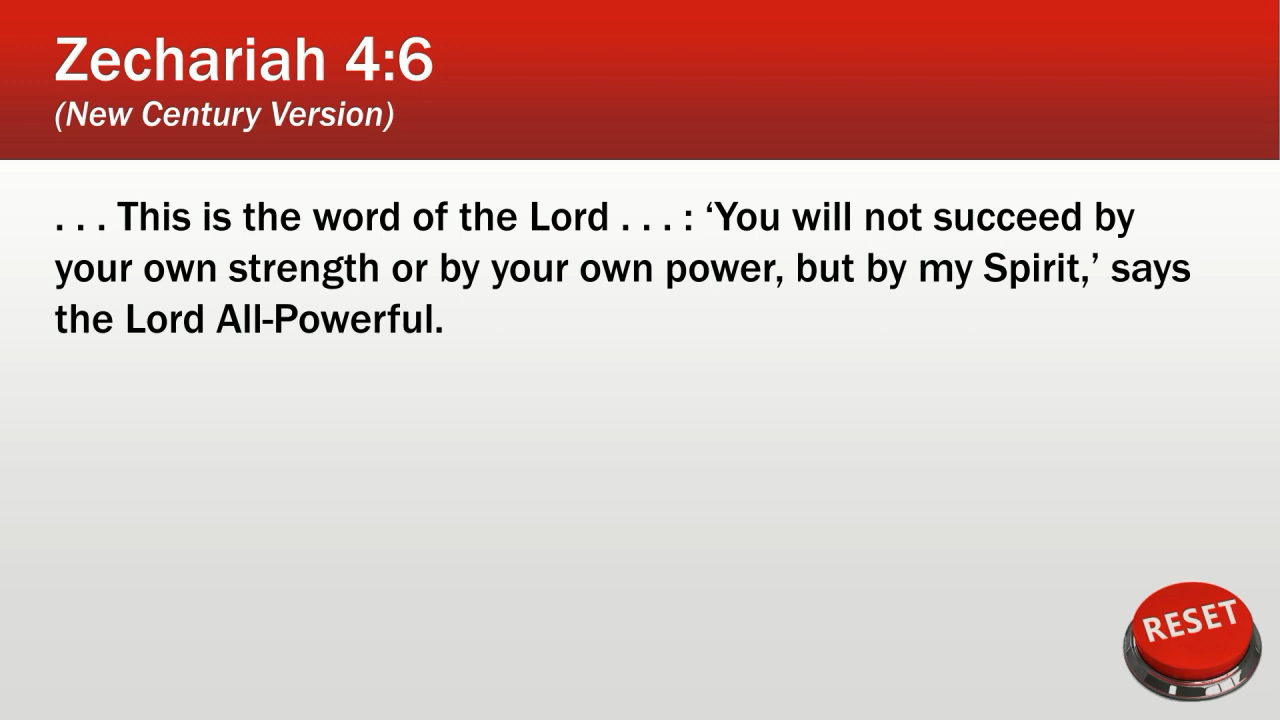 Zechariah 4:6
(New Century Version)
. . . This is the word of the Lord . . . : ‘You will not succeed by
your own strength or by your own power, but by my Spirit,’ says
the Lord All-Powerful.
RESET